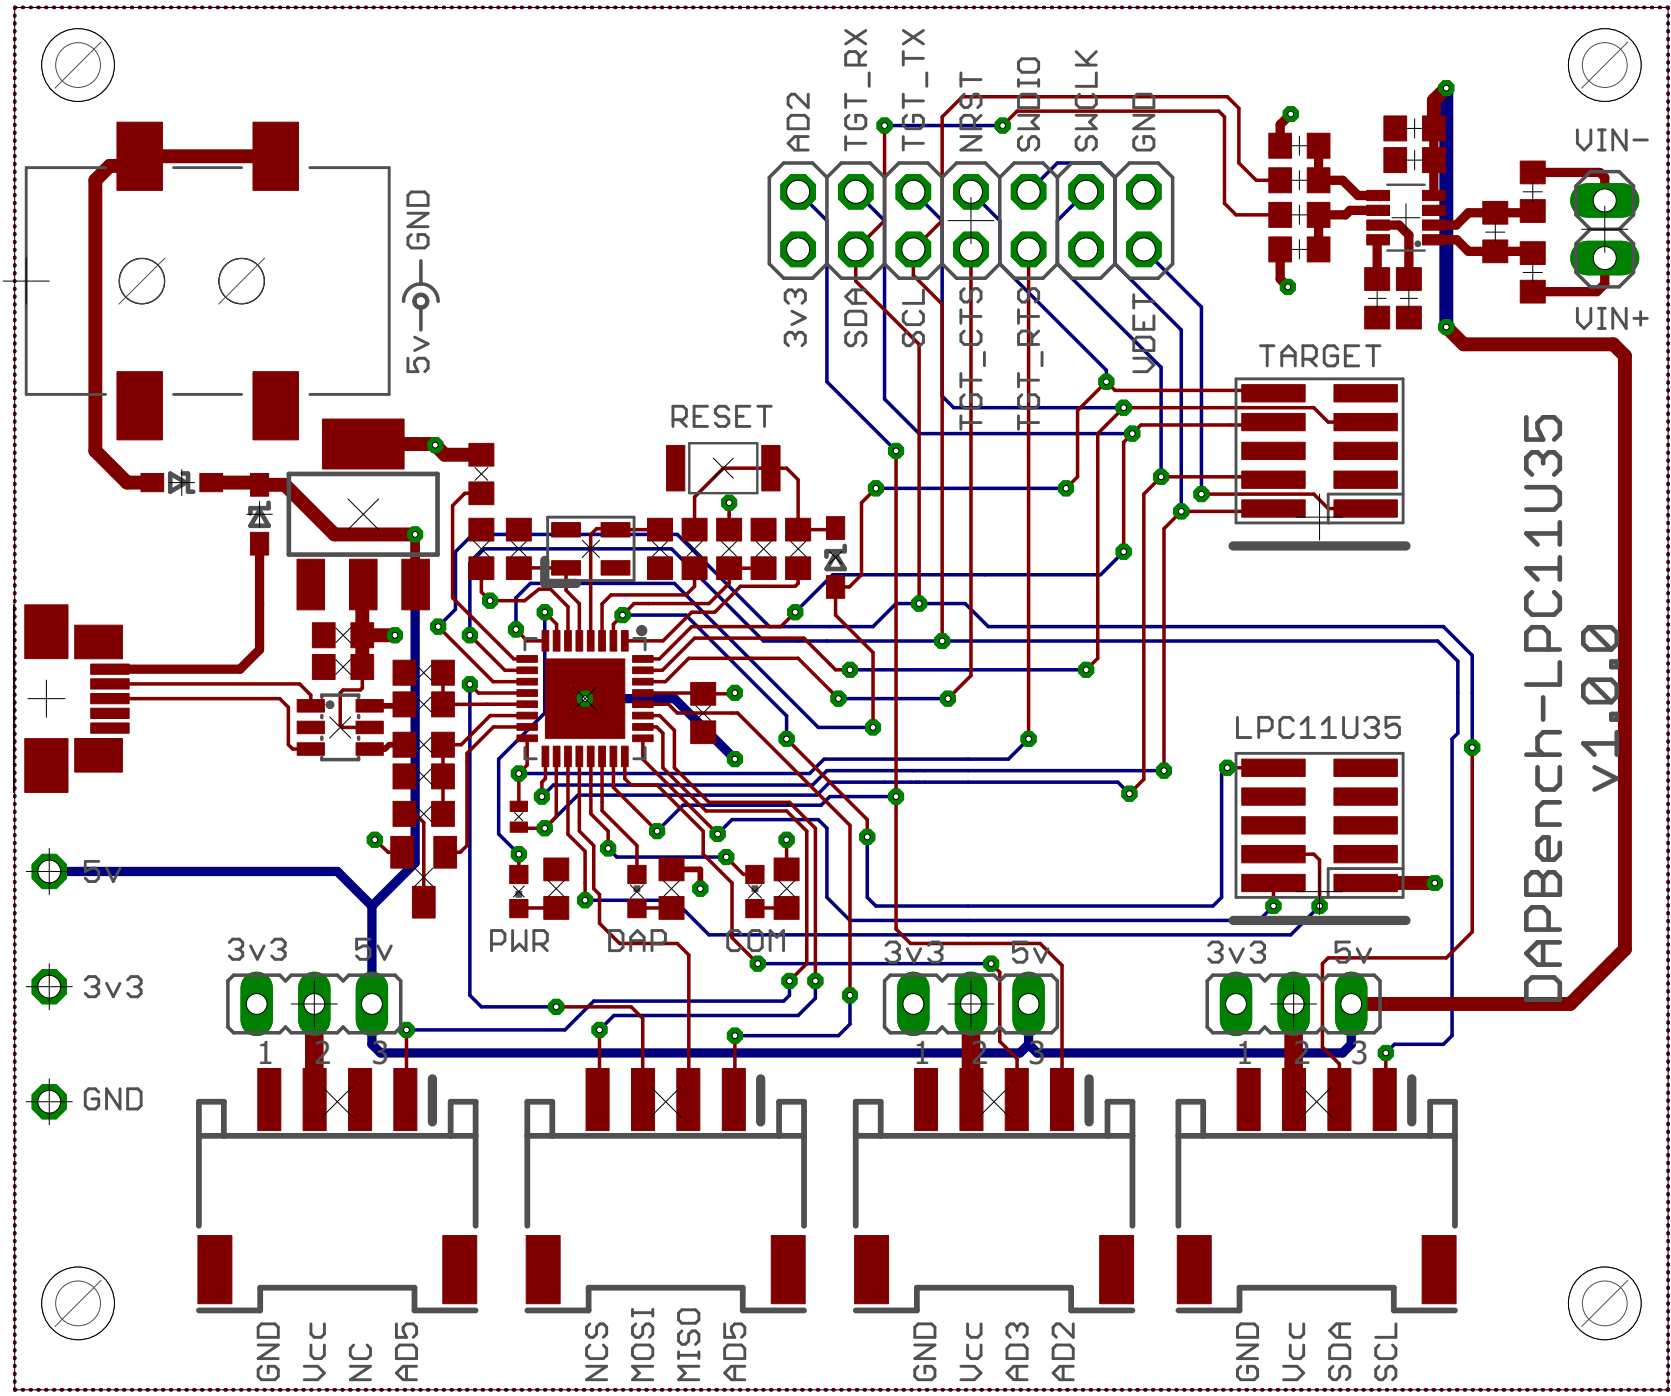 AD2
TGT_RX
TGT_TX
NRST
SWDIO
SWCLK
GND
3v3
SDA
SCL
TGT_CTS
TGT_RTS
VDET
VIN-
VIN+
5v
GND
RESET
TARGET
LPC11U35
DAPBench-LPC11U35
v1.0.0
5v
3v3
GND
PWR
DAP
COM
3v3 5v
1 2 3
3v3 5v
1 2 3
3v3 5v
1 2 3
GND
Vcc
NC
AD5
NCS
MOSI
MISO
AD5
GND
Vcc
AD3
AD2
GND
Vcc
SDA
SCL